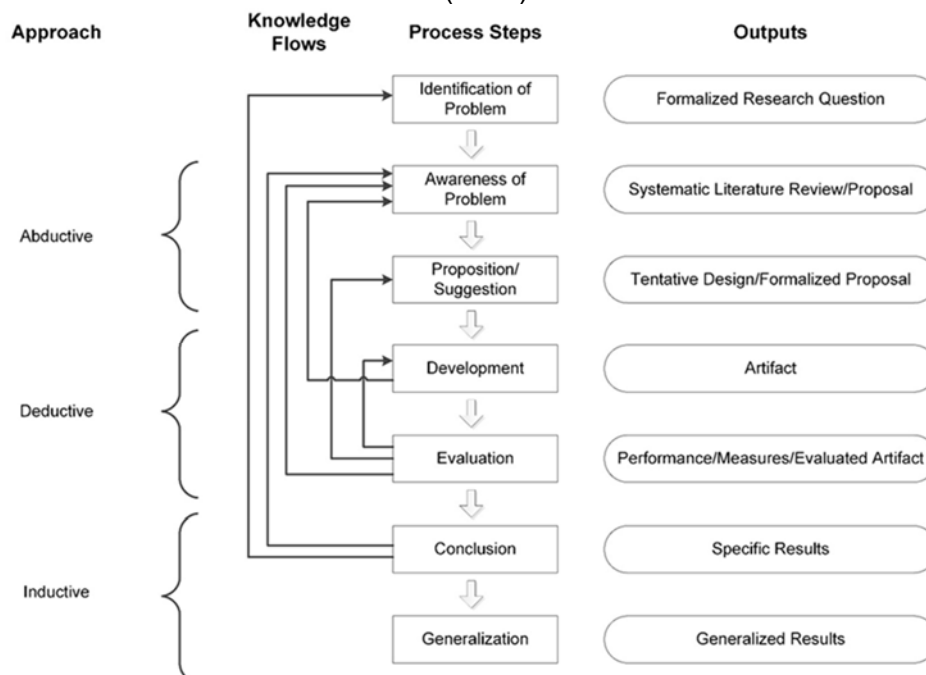 Approach
Knowledge
Flows
Process Steps
Outputs
Identification of
Problem
Formalized Research Question
Abductive
Awareness of
Problem
Systematic Literature Review/Proposal
Proposition/
Suggestion
Tentative Design/Formalized Proposal
Deductive
Development
Artifact
Evaluation
Performance/Measures/Evaluated Artifact
Inductive
Conclusion
Specific Results
Generalization
Generalized Results